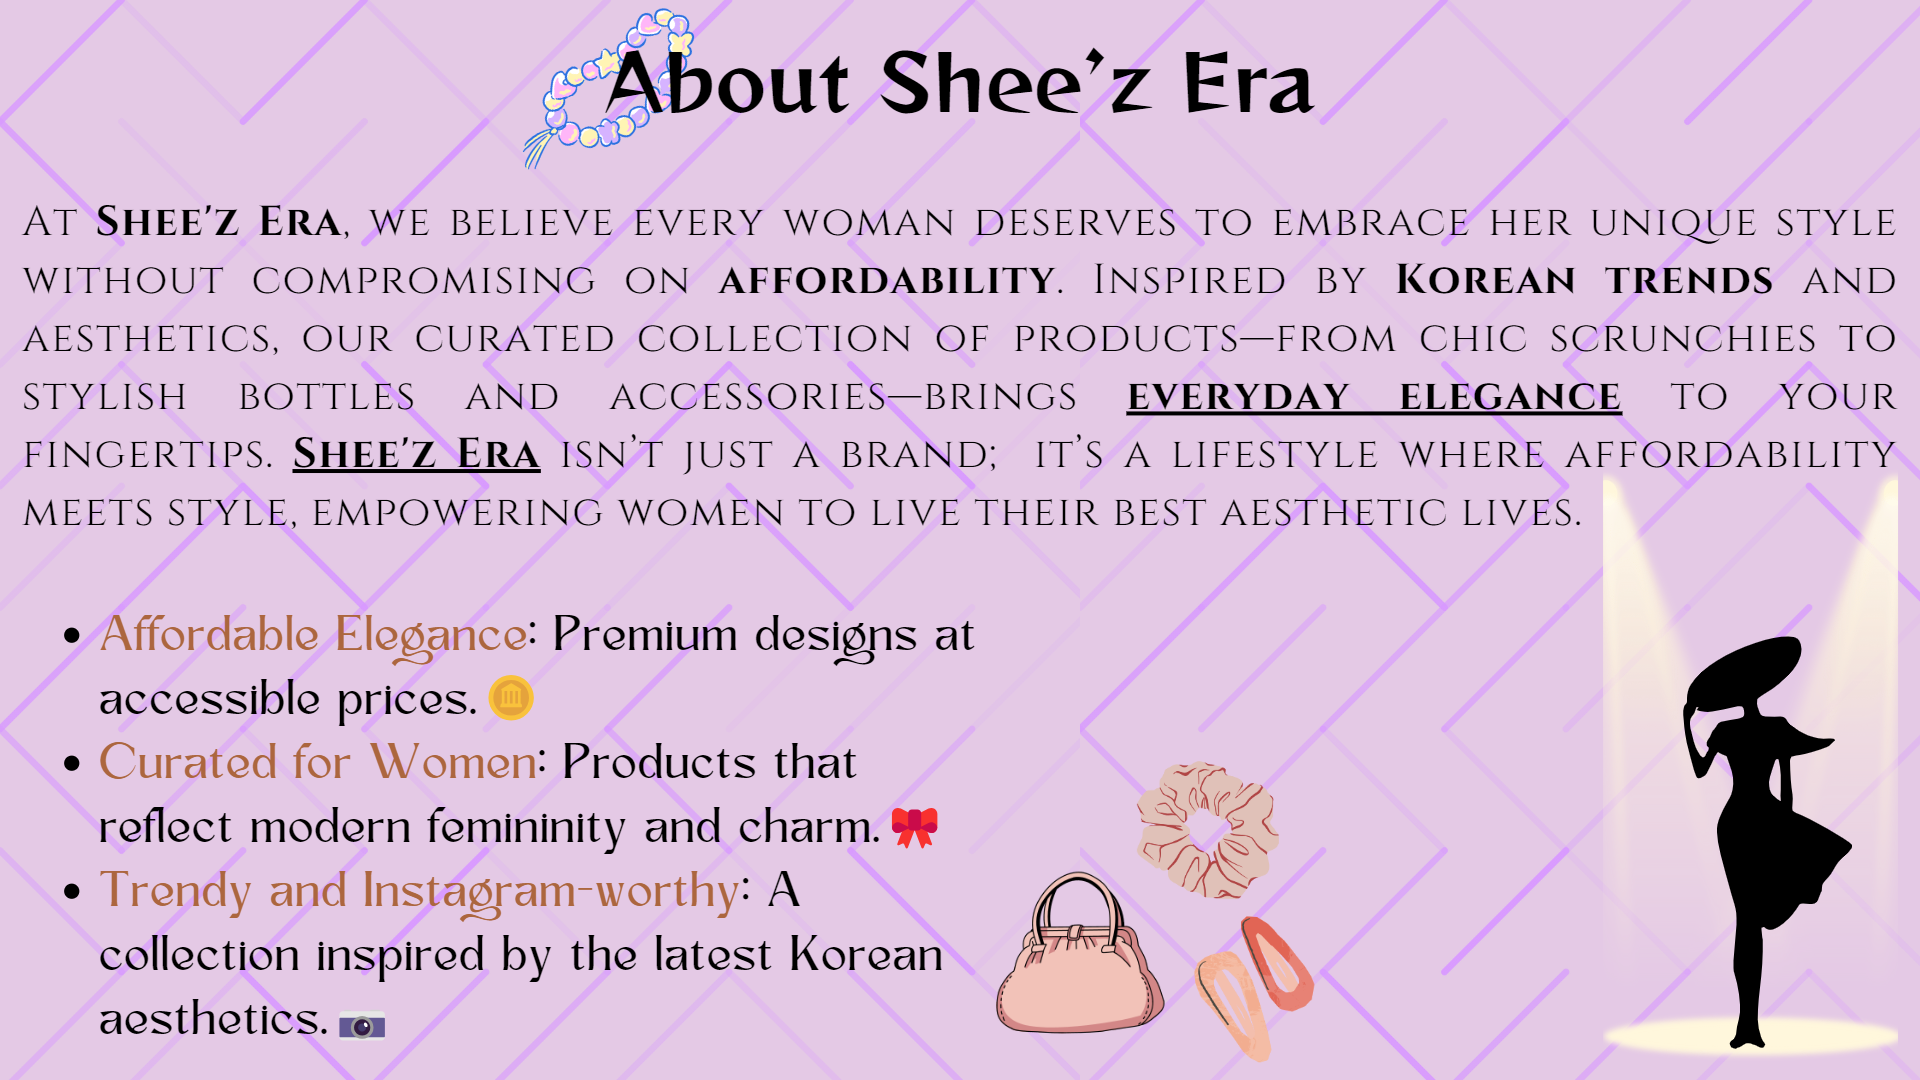 About Shee’z Era
At Shee'z Era, we believe every woman deserves to embrace her unique style
without compromising on affordability. Inspired by Korean trends and
aesthetics, our curated collection of products—from chic scrunchies to
stylish bottles and accessories—brings everyday elegance to your
fingertips. Shee'z Era isn’t just a brand; it’s a lifestyle where affordability
meets style, empowering women to live their best aesthetic lives.
• Affordable Elegance: Premium designs at
accessible prices.
• Curated for Women: Products that
reflect modern femininity and charm.
• Trendy and Instagram-worthy: A
collection inspired by the latest Korean
aesthetics.